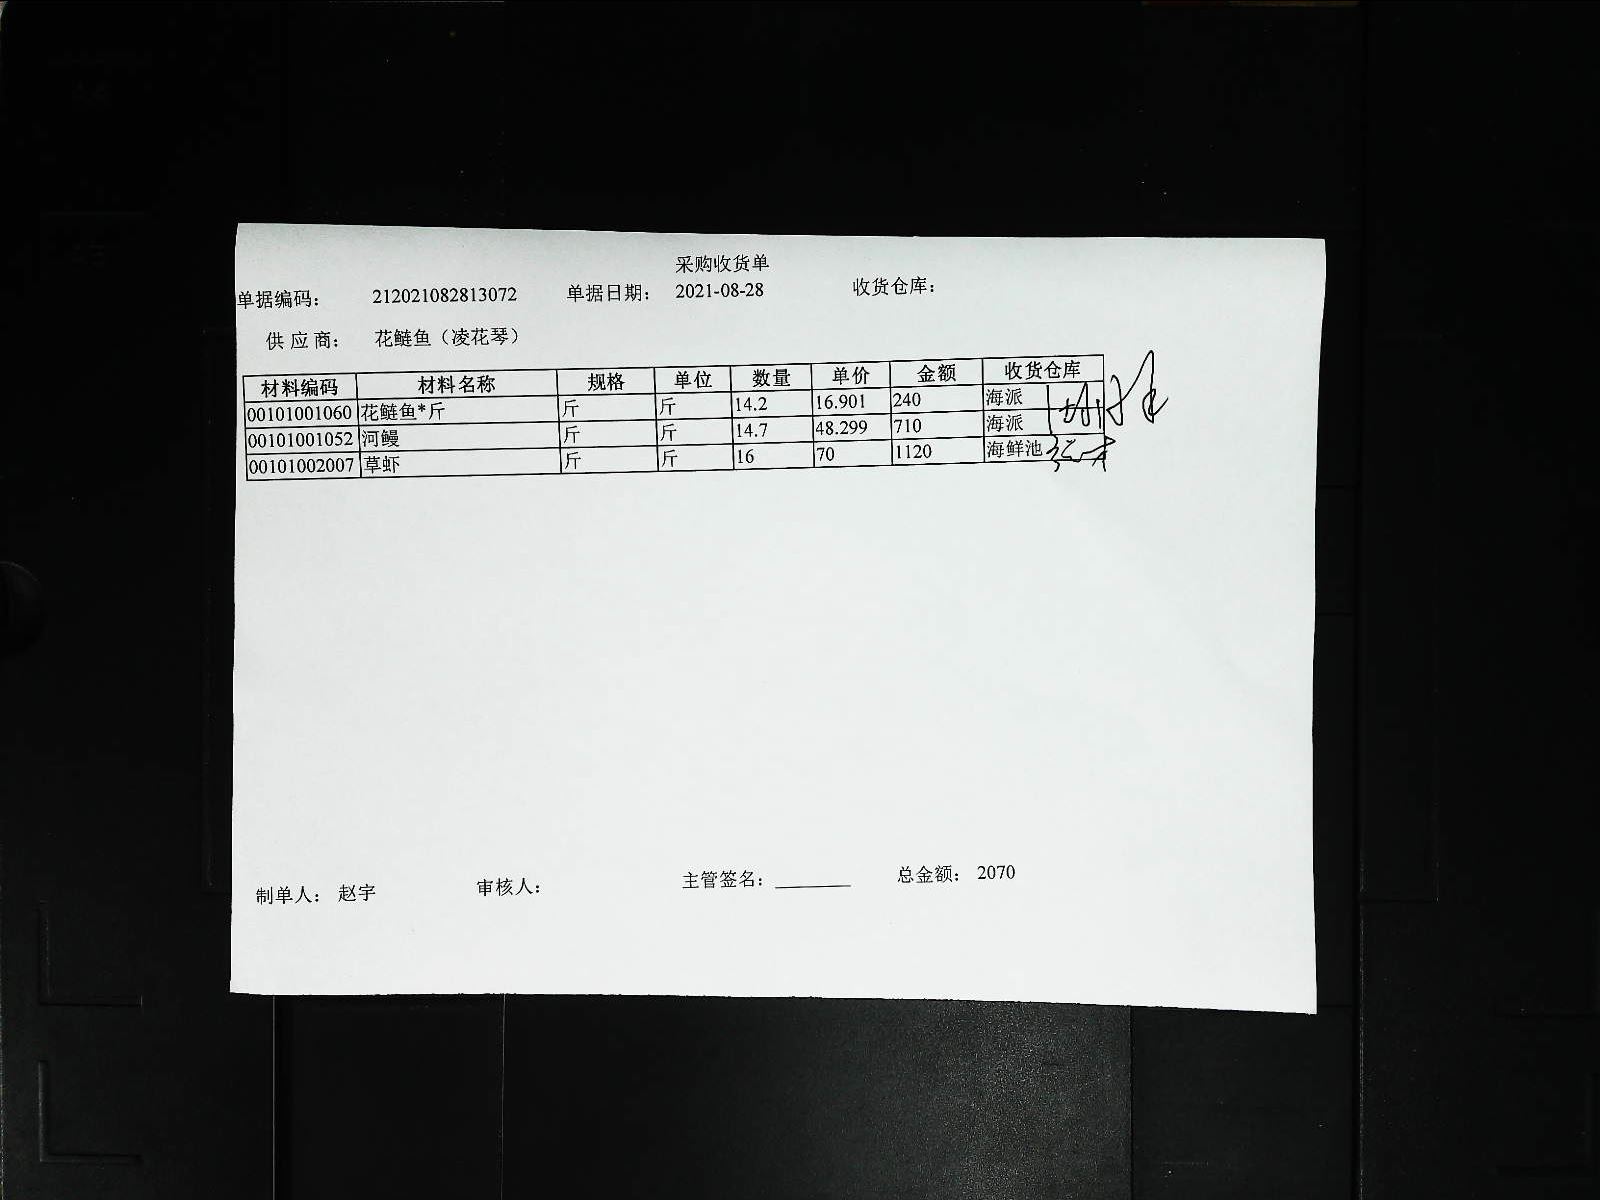 采购收货单
单据编码： 212021082813072 单据日期： 2021-08-28 收货仓库：
供 应 商： 花鲢鱼（凌花琴）
材料编码 材料名称 规格 单位 数量 单价 金额 收货仓库
00101001060 花鲢鱼*斤 斤 斤 14.2 16.901 240 海派
00101001052 河鳗 斤 斤 14.7 48.299 710 海派
00101002007 草虾 斤 斤 16 70 1120 海鲜池
制单人： 赵宇 审核人： 主管签名： 总金额： 2070